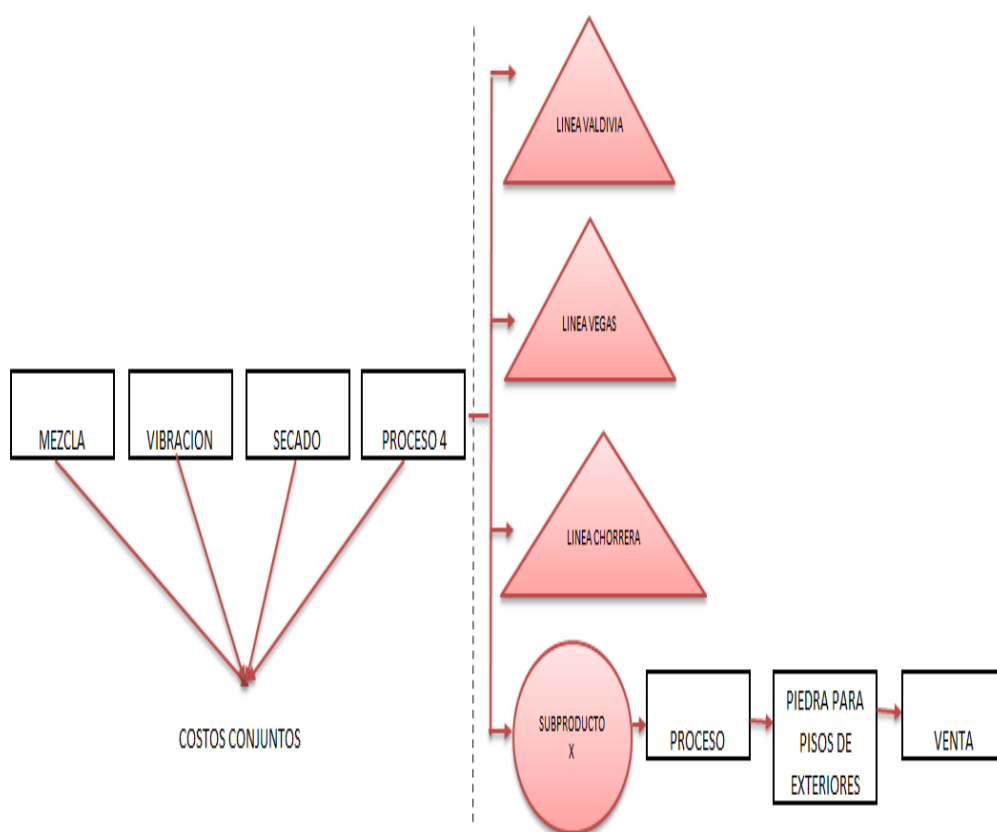 LINEA VALDIVIA
LINEA VEGAS
MEZCLA
VIBRACION
SECADO
PROCESO 4
LINEA CHORRERA
COSTOS CONJUNTOS
SUBPRODUCTO
X
PROCESO
PIEDRA PARA
PISOS DE
EXTERIORES
VENTA